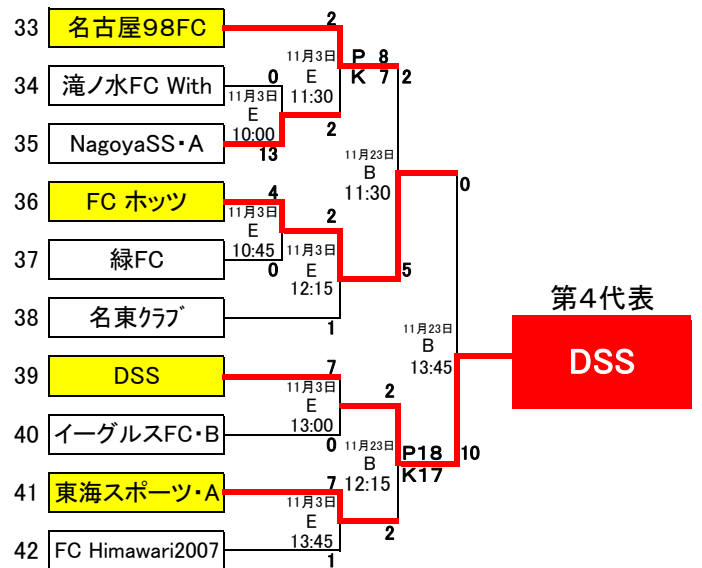 33 名古屋98FC
2
11月3日
E
11:30
P 8
K 7
2
34 滝ノ水FC With
0
11月3日
E
10:00
35 NagoyaSS・A
13
2
11月23日
B
11:30
0
36 FC ホッツ
4
11月3日
E
10:45
2
37 緑FC
0
11月3日
E
12:15
5
38 名東クラブ
1
第4代表
DSS
11月23日
B
13:45
39 DSS
7
11月3日
E
13:00
2
40 イーグルスFC・B
0
11月23日
B
12:15
P18
K17
10
41 東海スポーツ・A
7
11月3日
E
13:45
2
42 FC Himawari2007
1